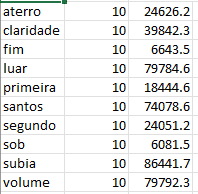 aterro 10 24626.2
claridade 10 39842.3
fim 10 6643.5
luar 10 79784.6
primeira 10 18444.6
santos 10 74078.6
segundo 10 24051.2
sob 10 6081.5
subia 10 86441.7
volume 10 79792.3